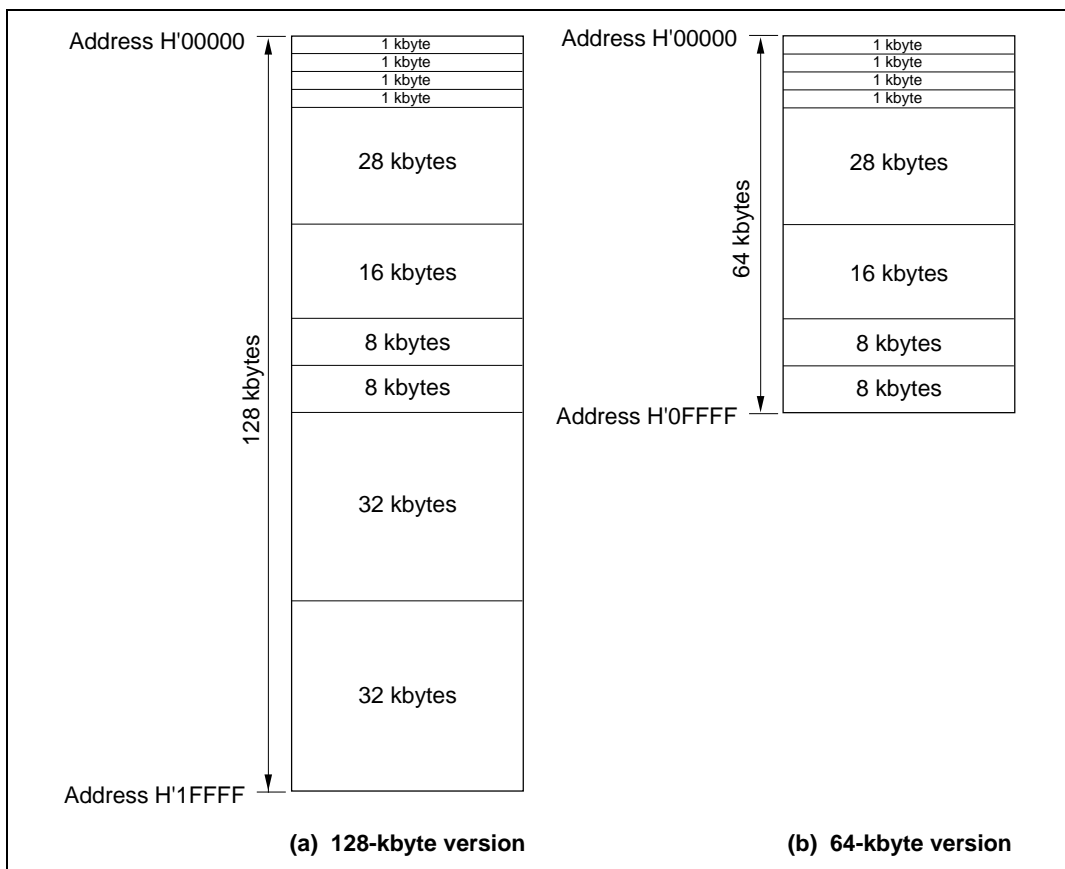 Address H'00000
1 kbyte
1 kbyte
1 kbyte
1 kbyte
28 kbytes
16 kbytes
8 kbytes
8 kbytes
32 kbytes
32 kbytes
128 kbytes
Address H'1FFFF
(a) 128-kbyte version
Address H'00000
1 kbyte
1 kbyte
1 kbyte
1 kbyte
28 kbytes
16 kbytes
8 kbytes
8 kbytes
64 kbytes
Address H'0FFFF
(b) 64-kbyte version